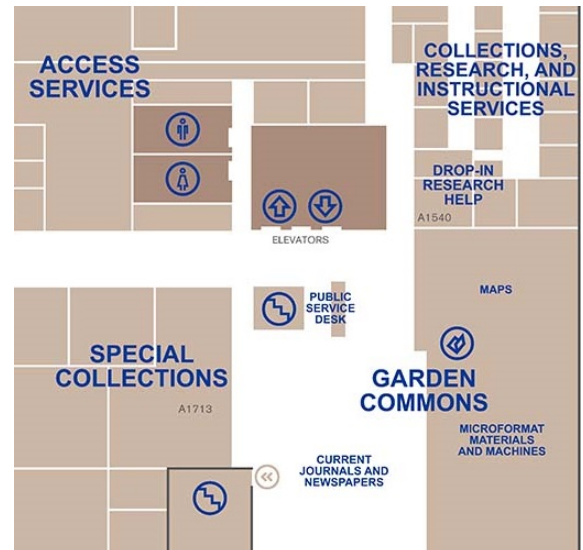 ACCESS
SERVICES
COLLECTIONS,
RESEARCH, AND
INSTRUCTIONAL
SERVICES
DROP-IN
RESEARCH
HELP
A1540
ELEVATORS
PUBLIC
SERVICE
DESK
MAPS
SPECIAL
COLLECTIONS
A1713
GARDEN
COMMONS
MICROFORMAT
MATERIALS
AND MACHINES
CURRENT
JOURNALS AND
NEWSPAPERS